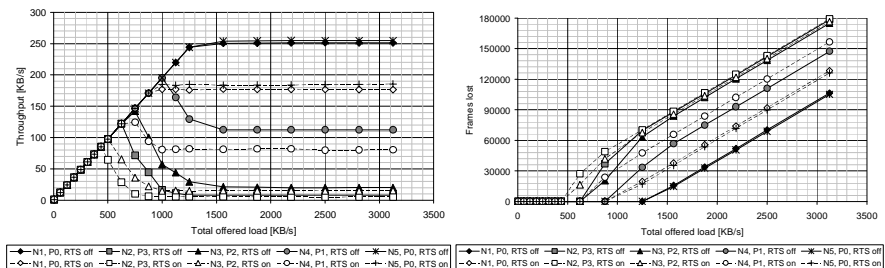 300
250
200
150
100
50
0
Throughput [KB/s]
0 500 1000 1500 2000 2500 3000 3500
Total offered load [KB/s]
N1, P0, RTS off N2, P3, RTS off N3, P2, RTS off N4, P1, RTS off N5, P0, RTS off
N1, P0, RTS on N2, P3, RTS on N3, P2, RTS on N4, P1, RTS on N5, P0, RTS on
180000
150000
120000
90000
60000
30000
0
Frames lost
0 500 1000 1500 2000 2500 3000 3500
Total offered load [KB/s]
N1, P0, RTS off N2, P3, RTS off N3, P2, RTS off N4, P1, RTS off N5, P0, RTS off
N1, P0, RTS on N2, P3, RTS on N3, P2, RTS on N4, P1, RTS on N5, P0, RTS on